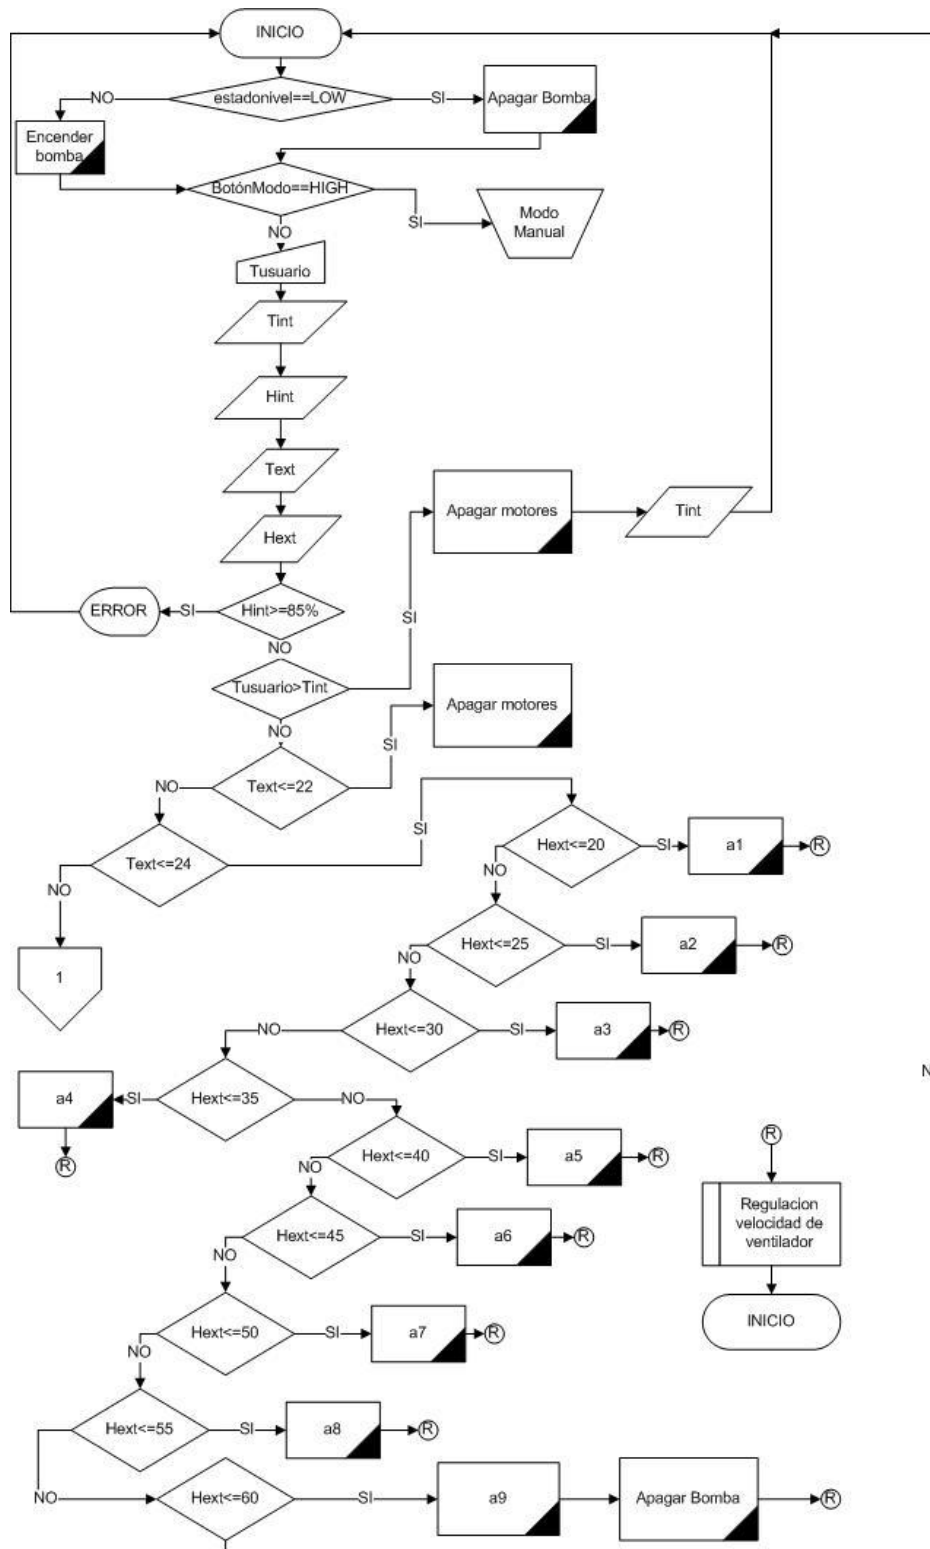 INICIO
estadonivel==LOW
NO
SI
Apagar Bomba
Encender
bomba
BotónModo==HIGH
SI
Modo
Manual
NO
Tusuario
Tint
Hint
Text
Hext
Apagar motores
Tint
ERROR
SI
Hint>=85%
SI
NO
Tusuario>Tint
Apagar motores
NO
SI
Text<=22
NO
SI
Text<=24
Hext<=20
SI
a1
R
NO
NO
Hext<=25
SI
a2
R
1
NO
Hext<=30
SI
a3
R
NO
N
a4
SI
Hext<=35
NO
R
Hext<=40
SI
a5
R
R
NO
Regulacion
velocidad de
ventilador
Hext<=45
SI
a6
R
NO
INICIO
Hext<=50
SI
a7
R
NO
Hext<=55
SI
a8
R
NO
Hext<=60
SI
a9
Apagar Bomba
R